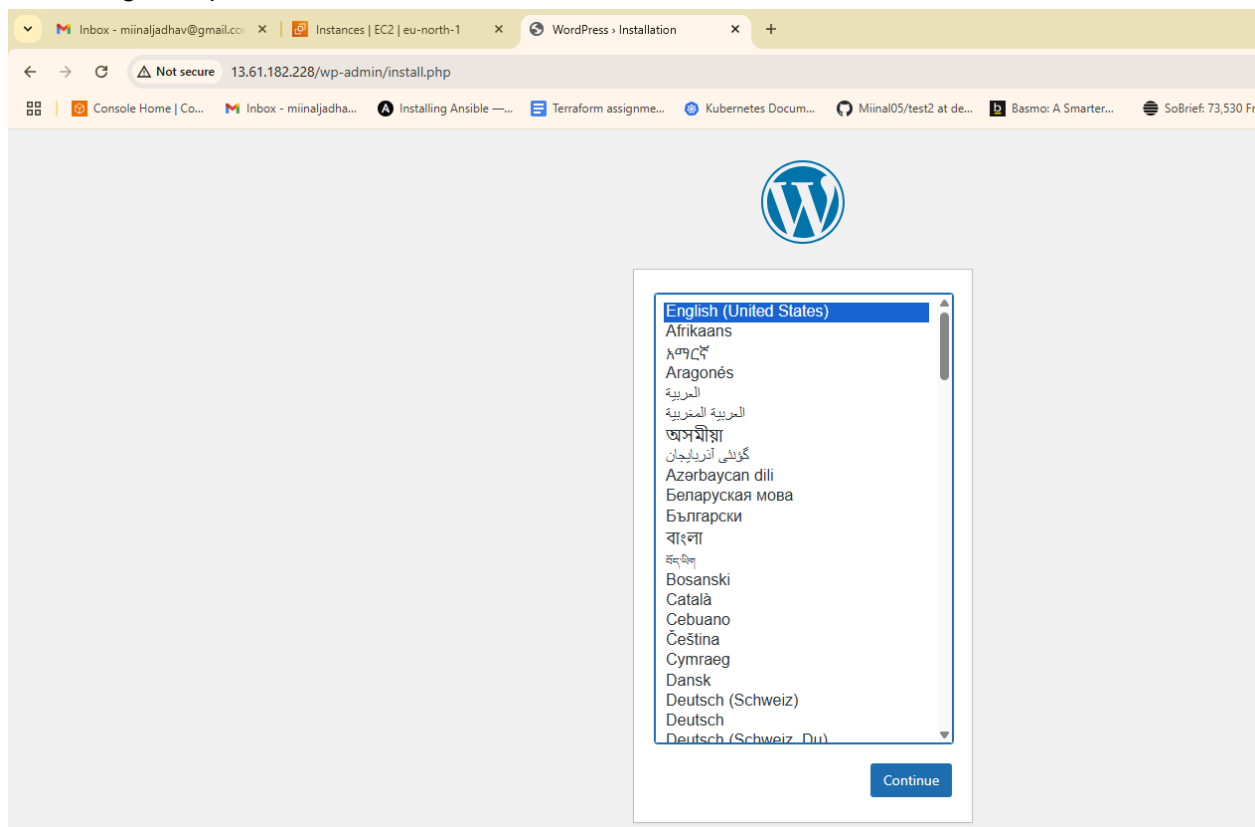 Inbox - miinaljadhav@gmail.co
Instances | EC2 | eu-north-1
WordPress › Installation
Not secure
13.61.182.228/wp-admin/install.php
Console Home | Co...
Inbox - miinaljadha...
Installing Ansible —...
Terraform assignme...
Kubernetes Docum...
Miinal05/test2 at de...
Basmo: A Smarter...
SoBrief: 73,530 Fr
English (United States)
Afrikaans
አማርኛ
Aragonés
العربية
العربية المغربية
অসমীয়া
گؤنئی آذربایجان
Azərbaycan dili
Беларуская мова
Български
বাংলা
བོད་ཡིག
Bosanski
Català
Cebuano
Čeština
Cymraeg
Dansk
Deutsch (Schweiz)
Deutsch
Deutsch (Schweiz, Du)
Continue